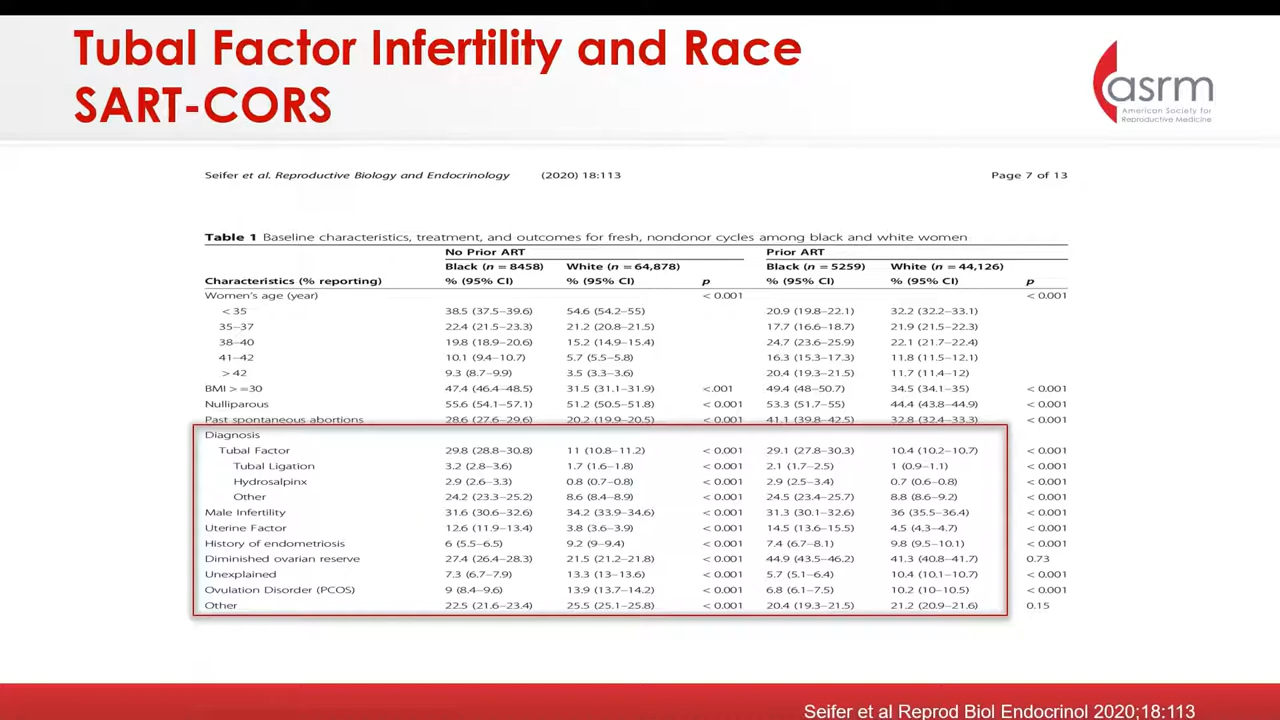 Tubal Factor Infertility and Race
SART-CORS
asrm
American Society for
Reproductive Medicine
Seifer et al. Reproductive Biology and Endocrinology (2020) 18:113 Page 7 of 13
Table 1 Baseline characteristics, treatment, and outcomes for fresh, nondonor cycles among black and white women
No Prior ART Prior ART
Black (n = 8458) White (n = 64,878) Black (n = 5259) White (n = 44,126)
Characteristics (% reporting) % (95% CI) % (95% CI) p % (95% CI) % (95% CI) p
Women's age (year) < 0.001 < 0.001
< 35 38.5 (37.5–39.6) 54.6 (54.2–55) 20.9 (19.8–22.1) 32.2 (32.2–33.1)
35–37 22.4 (21.5–23.3) 21.2 (20.8–21.5) 17.7 (16.6–18.7) 21.9 (21.5–22.3)
38–40 19.8 (18.9–20.6) 15.2 (14.9–15.4) 24.7 (23.6–25.9) 22.1 (21.7–22.4)
41–42 10.1 (9.4–10.7) 5.7 (5.5–5.8) 16.3 (15.3–17.3) 11.8 (11.5–12.1)
> 42 9.3 (8.7–9.9) 3.5 (3.3–3.6) 20.4 (19.3–21.5) 11.7 (11.4–12)
BMI > =30 47.4 (46.4–48.5) 31.5 (31.1–31.9) <.001 49.4 (48–50.7) 34.5 (34.1–35) < 0.001
Nulliparous 55.6 (54.1–57.1) 51.2 (50.5–51.8) < 0.001 53.3 (51.7–55) 44.4 (43.8–44.9) < 0.001
Past spontaneous abortions 28.6 (27.6–29.6) 20.2 (19.9–20.5) < 0.001 41.1 (39.8–42.5) 32.8 (32.4–33.3) < 0.001
Diagnosis
Tubal Factor 29.8 (28.8–30.8) 11 (10.8–11.2) < 0.001 29.1 (27.8–30.3) 10.4 (10.2–10.7) < 0.001
Tubal Ligation 3.2 (2.8–3.6) 1.7 (1.6–1.8) < 0.001 2.1 (1.7–2.5) 1 (0.9–1.1) < 0.001
Hydrosalpinx 2.9 (2.6–3.3) 0.8 (0.7–0.8) < 0.001 2.9 (2.5–3.4) 0.7 (0.6–0.8) < 0.001
Other 24.2 (23.3–25.2) 8.6 (8.4–8.9) < 0.001 24.5 (23.4–25.7) 8.8 (8.6–9.2) < 0.001
Male Infertility 31.6 (30.6–32.6) 34.2 (33.9–34.6) < 0.001 31.3 (30.1–32.6) 36 (35.5–36.4) < 0.001
Uterine Factor 12.6 (11.9–13.4) 3.8 (3.6–3.9) < 0.001 14.5 (13.6–15.5) 4.5 (4.3–4.7) < 0.001
History of endometriosis 6 (5.5–6.5) 9.2 (9–9.4) < 0.001 7.4 (6.7–8.1) 9.8 (9.5–10.1) < 0.001
Diminished ovarian reserve 27.4 (26.4–28.3) 21.5 (21.2–21.8) < 0.001 44.9 (43.5–46.2) 41.3 (40.8–41.7) 0.73
Unexplained 7.3 (6.7–7.9) 13.3 (13–13.6) < 0.001 5.7 (5.1–6.4) 10.4 (10.1–10.7) < 0.001
Ovulation Disorder (PCOS) 9 (8.4–9.6) 13.9 (13.7–14.2) < 0.001 6.8 (6.1–7.5) 10.2 (10–10.5) < 0.001
Other 22.5 (21.6–23.4) 25.5 (25.1–25.8) < 0.001 20.4 (19.3–21.5) 21.2 (20.9–21.6) 0.15
Seifer et al Reprod Biol Endocrinol 2020;18:113